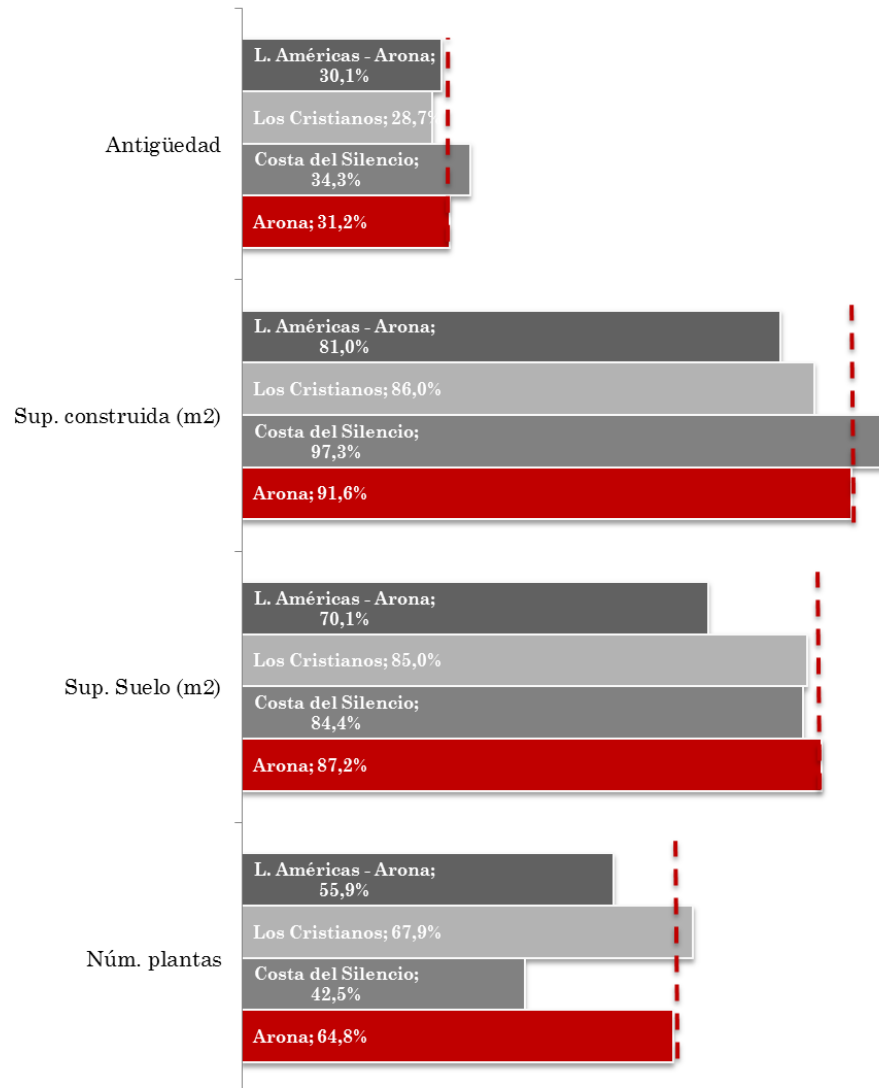 L. Américas - Arona;
30,1%
Los Cristianos; 28,7%
Antigüedad
Costa del Silencio;
34,3%
Arona; 31,2%
L. Américas - Arona;
81,0%
Los Cristianos; 86,0%
Sup. construida (m2)
Costa del Silencio;
97,3%
Arona; 91,6%
L. Américas - Arona;
70,1%
Los Cristianos; 85,0%
Sup. Suelo (m2)
Costa del Silencio;
84,4%
Arona; 87,2%
L. Américas - Arona;
55,9%
Los Cristianos; 67,9%
Núm. plantas
Costa del Silencio;
42,5%
Arona; 64,8%